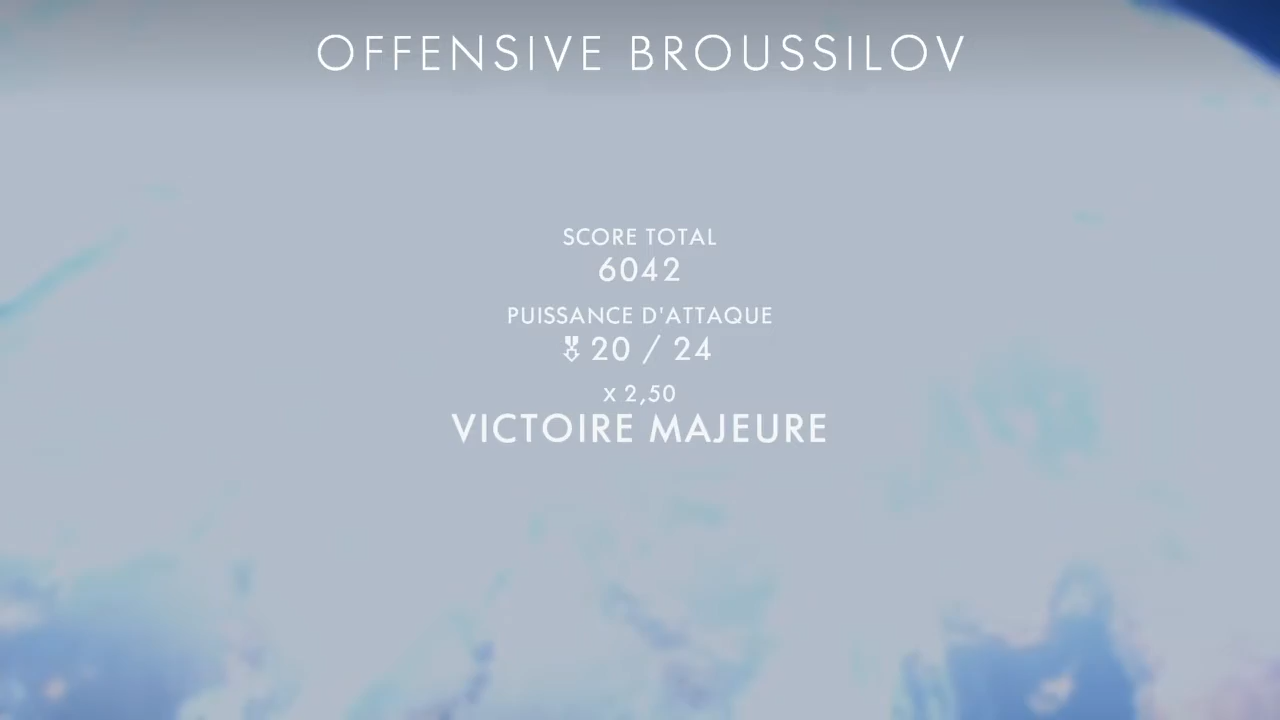 OFFENSIVE BROUSSILOV
SCORE TOTAL
6042
PUISSANCE D'ATTAQUE
20 / 24
x 2,50
VICTOIRE MAJEURE